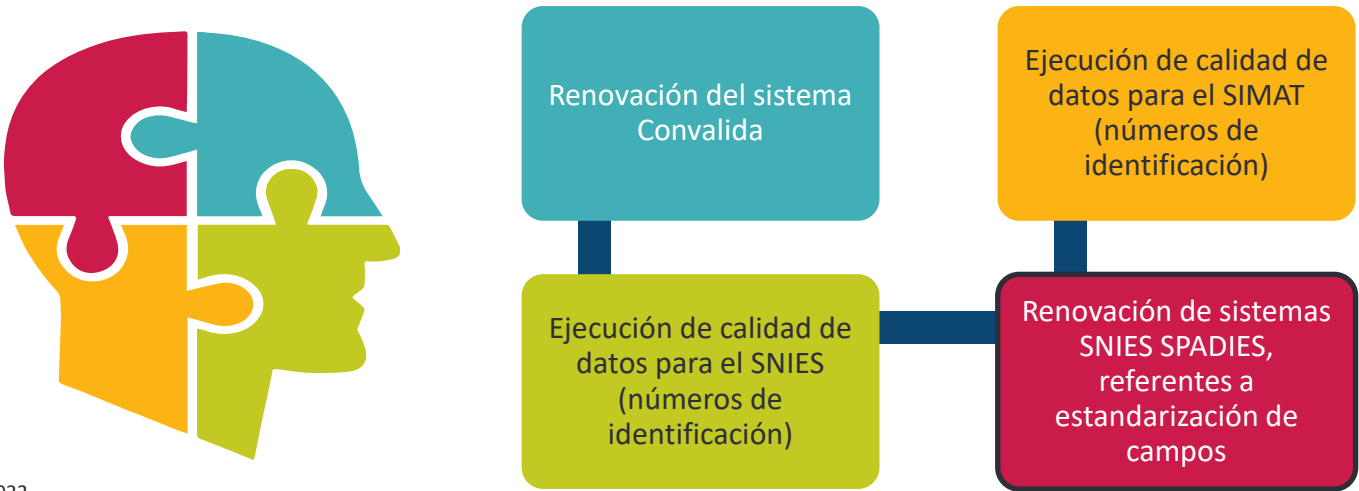 Renovación del sistema
Convalida
Ejecución de calidad de
datos para el SNIES
(números de
identificación)
Renovación de sistemas
SNIES SPADIES,
referentes a
estandarización de
campos
Ejecución de calidad de
datos para el SIMAT
(números de
identificación)